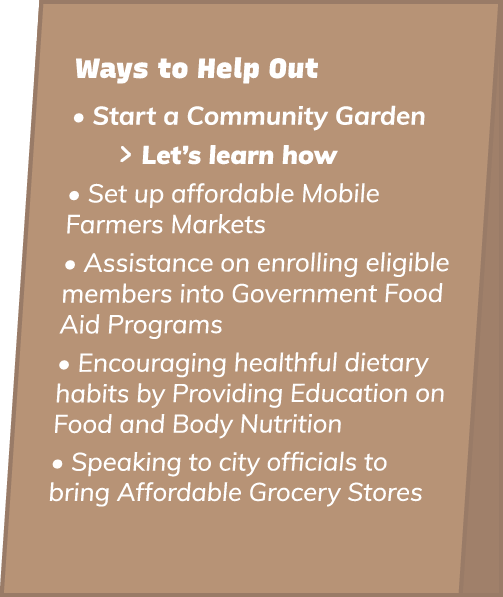 Ways to Help Out
• Start a Community Garden
> Let's learn how
• Set up affordable Mobile
Farmers Markets
• Assistance on enrolling eligible
members into Government Food
Aid Programs
• Encouraging healthful dietary
habits by Providing Education on
Food and Body Nutrition
• Speaking to city officials to
bring Affordable Grocery Stores